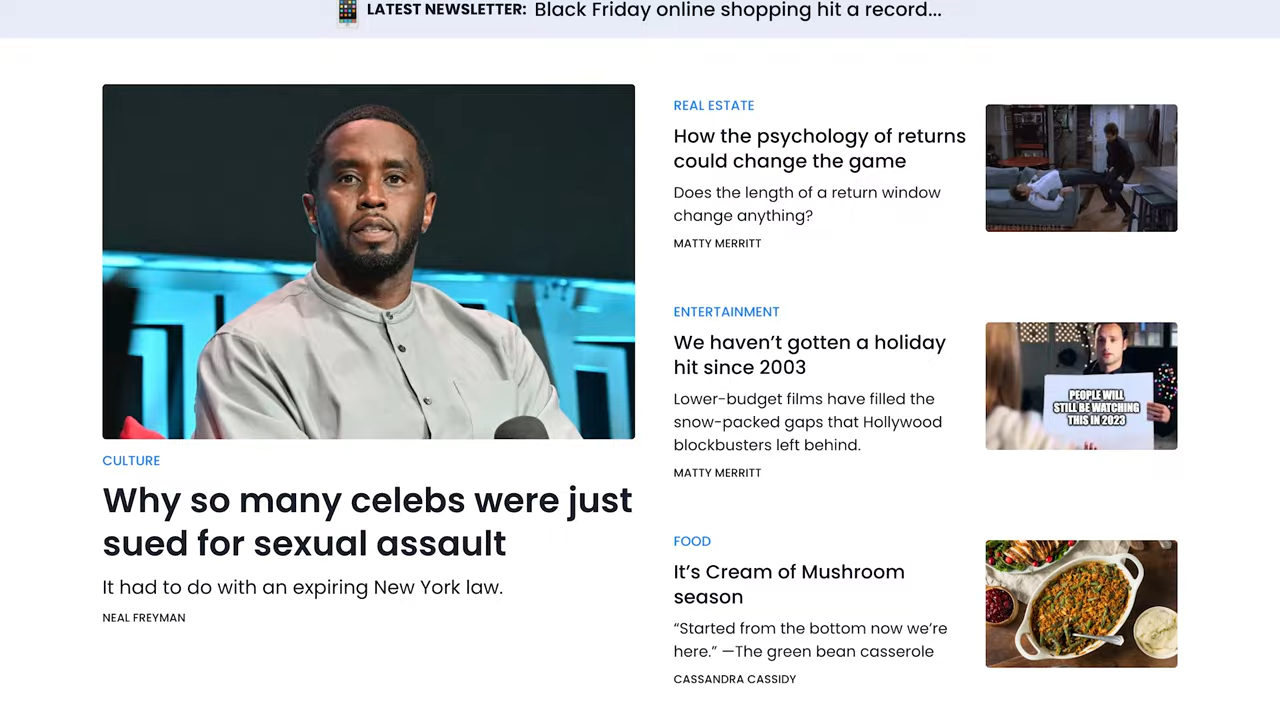 LATEST NEWSLETTER: Black Friday online shopping hit a record...
CULTURE
Why so many celebs were just
sued for sexual assault
It had to do with an expiring New York law.
NEAL FREYMAN
REAL ESTATE
How the psychology of returns
could change the game
Does the length of a return window
change anything?
MATTY MERRITT
ENTERTAINMENT
We haven’t gotten a holiday
hit since 2003
Lower-budget films have filled the
snow-packed gaps that Hollywood
blockbusters left behind.
MATTY MERRITT
PEOPLE WILL
STILL BE WATCHING
THIS IN 2023
FOOD
It’s Cream of Mushroom
season
“Started from the bottom now we’re
here.” —The green bean casserole
CASSANDRA CASSIDY